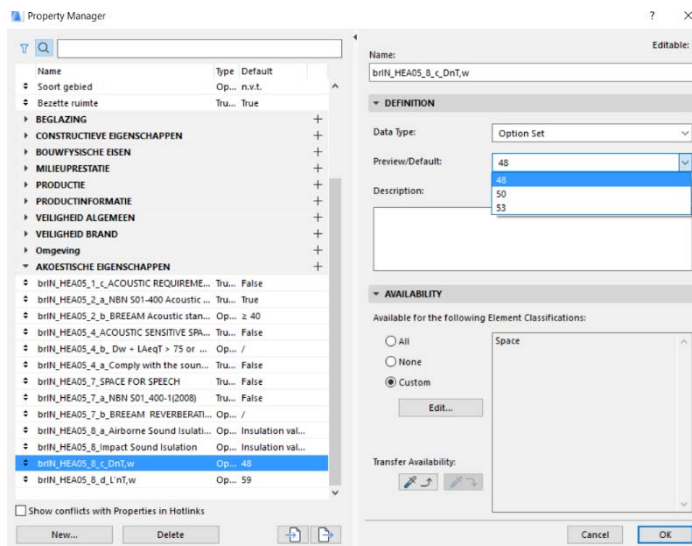 Property Manager
? ×
Name Type Default
Soort gebied Op... n.v.t.
Bezette ruimte Tru... True
BEGLAZING
CONSTRUCTIEVE EIGENSCHAPPEN
BOUWFYSISCHE EISEN
MILIEUPRESTATIE
PRODUCTIE
PRODUCTINFORMATIE
VEILIGHEID ALGEMEEN
VEILIGHEID BRAND
Omgeving
AKOESTISCHE EIGENSCHAPPEN
brIN_HEA05_1_c_ACOUSTIC REQUIREME... Tru... False
brIN_HEA05_2_a_NBN S01-400 Acoustic ... Tru... True
brIN_HEA05_2_b_BREEAM Acoustic stan... Op... ≥ 40
brIN_HEA05_4_ACOUSTIC SENSITIVE SPA... Tru... False
brIN_HEA05_4_b_ Dw + LAeqT > 75 or ... Op... /
brIN_HEA05_4_a_Comply with the soun... Tru... False
brIN_HEA05_7_SPACE FOR SPEECH Tru... False
brIN_HEA05_7_a_NBN S01_400-1(2008) Tru... False
brIN_HEA05_7_b_BREEAM REVERBERATI... Op... /
brIN_HEA05_8_a_Airborne Sound Isulati... Op... Insulation val...
brIN_HEA05_8_Impact Sound Isulation Op... Insulation val...
brIN_HEA05_8_c_DnT,w Op... 48
brIN_HEA05_8_d_L'nT,w Op... 59
Show conflicts with Properties in Hotlinks
New... Delete
Editable:
Name:
brIN_HEA05_8_c_DnT,w
DEFINITION
Data Type: Option Set
Preview/Default: 48
48
50
53
Description:
AVAILABILITY
Available for the following Element Classifications:
All
None
Custom
Edit...
Space
Transfer Availability:
Cancel OK